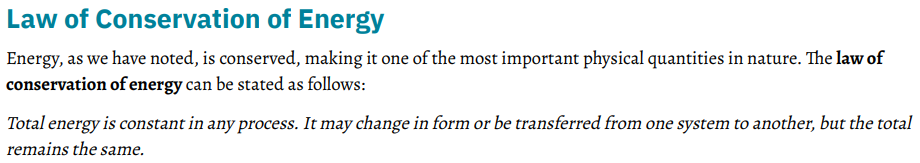 Law of Conservation of Energy
Energy, as we have noted, is conserved, making it one of the most important physical quantities in nature. The law of
conservation of energy can be stated as follows:
Total energy is constant in any process. It may change in form or be transferred from one system to another, but the total
remains the same.